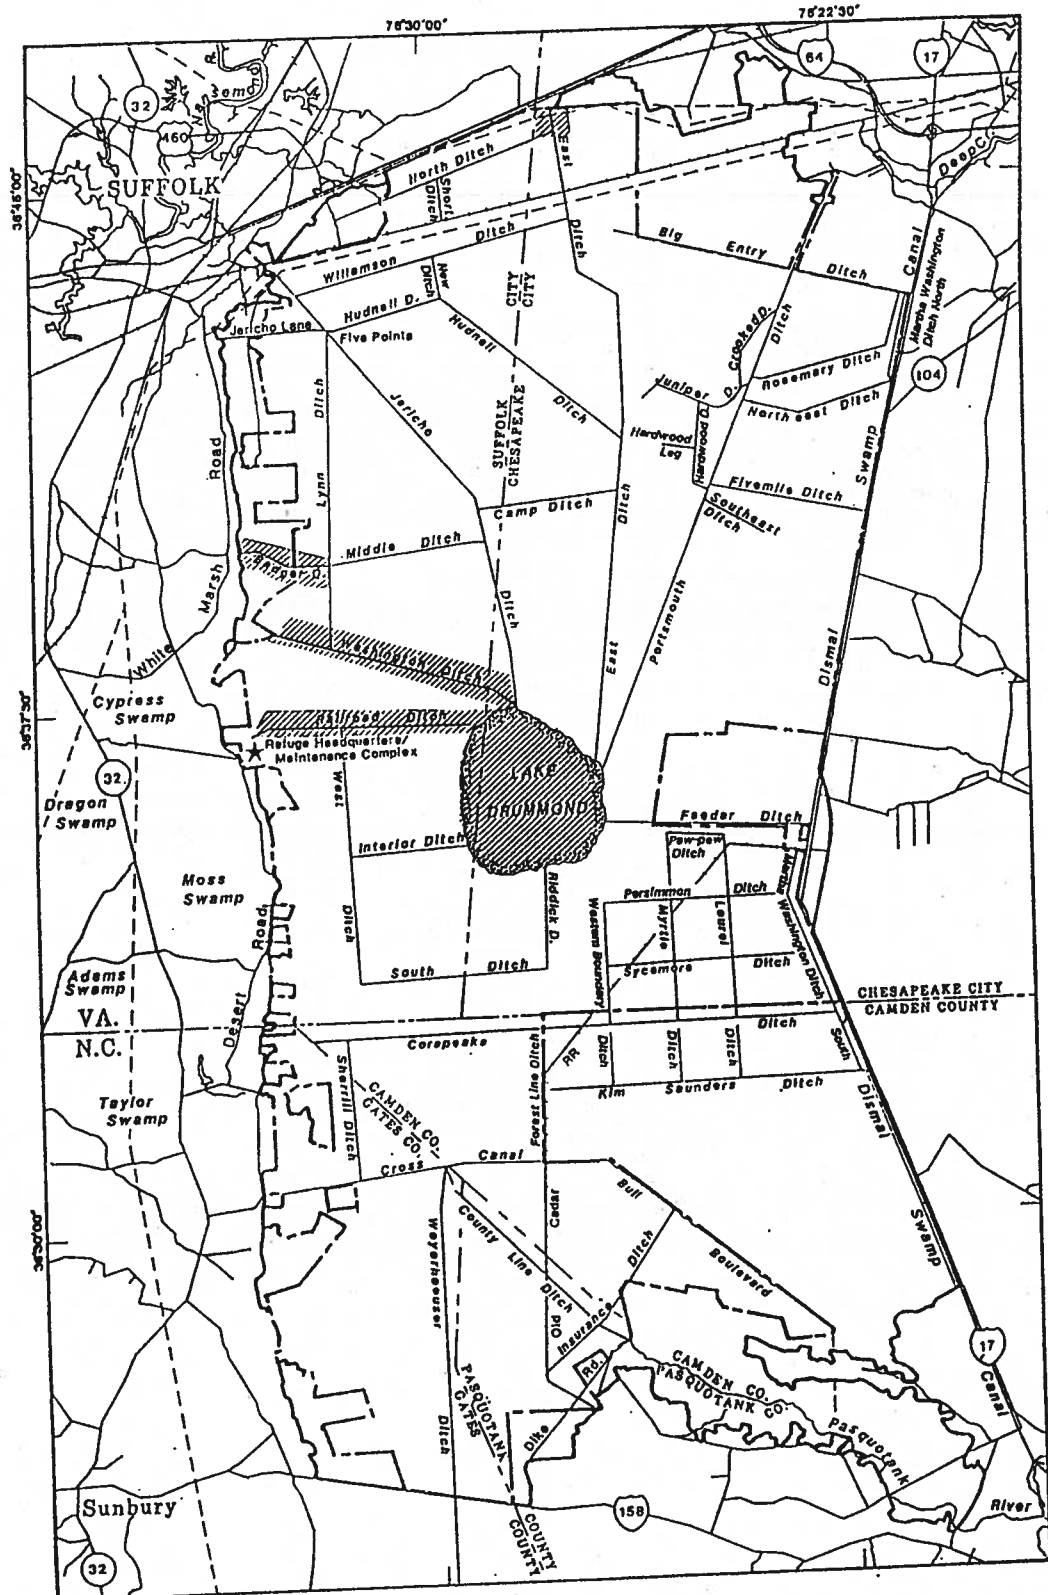 76°30'00"
76°22'30"
64
17
32
Nansemond R.
460
SUFFOLK
36°45'00"
Deep C.
North Ditch
East
Short
Ditch
Ditch
Williamson
Ditch
Big Entry Ditch
Canal
Martha Washington
Ditch North
New
Ditch
CITY
CITY
Hudnell D.
Hudnell
Ditch
Jericho Lane
Five Points
Crooked D.
Ditch
Rosemary Ditch
104
Juniper D.
Northeast Ditch
Ditch
Jericho
SUFFOLK
CHESAPEAKE
Hardwood
Leg
Hardwood D.
Swamp
Road
Lynn
Fivemile Ditch
Camp Ditch
Ditch
Southeast
Ditch
Middle Ditch
Badger D.
Marsh
Ditch
Portsmouth
East
White
Washington Ditch
Dismal
Cypress
Swamp
36°37'30"
Railroad Ditch
Refuge Headquarters/
Maintenance Complex
32
LAKE
DRUMMOND
West
Dragon
Swamp
Feeder Ditch
Interior Ditch
Paw-paw
Ditch
Martha Washington Ditch
Moss
Swamp
Riddick D.
Persimmon Ditch
Western Boundary
Myrtle
Laurel
Ditch
Road
South Ditch
Sycamore Ditch
Adams
Swamp
CHESAPEAKE CITY
CAMDEN COUNTY
VA.
N.C.
Desert
Corapeake
Ditch
South
Forest Line Ditch
RR
Ditch
Ditch
Ditch
Sherrill Ditch
Kim Saunders Ditch
Dismal
CAMDEN CO.
GATES CO.
Taylor
Swamp
Cross Canal
Bull
Boulevard
Cedar
County Line Ditch
Swamp
36°30'00"
Weyerhaeuser
Ditch
Old
Insurance
Ditch
17
Canal
Rd.
CAMDEN CO.
PASQUOTANK CO.
PASQUOTANK
GATES
Dike
Pasquotank
River
Sunbury
158
COUNTY
COUNTY
32